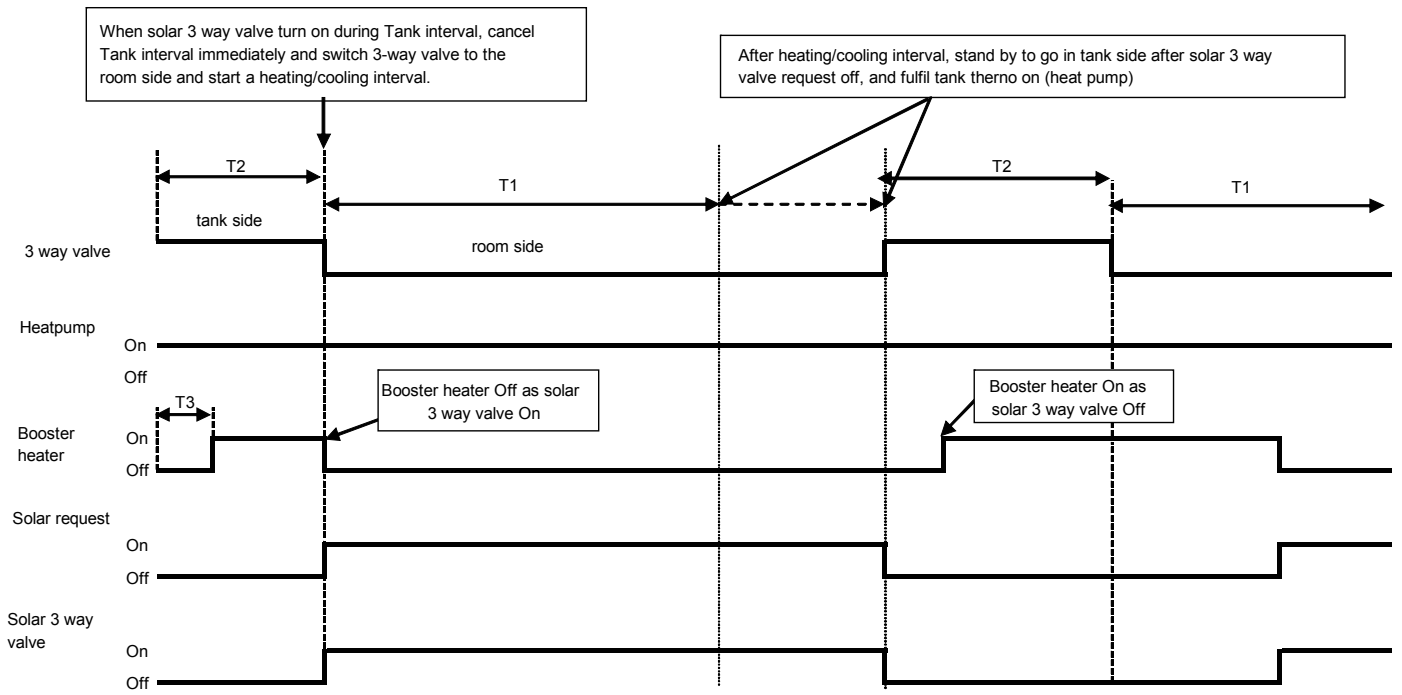 When solar 3 way valve turn on during Tank interval, cancel
Tank interval immediately and switch 3-way valve to the
room side and start a heating/cooling interval.
After heating/cooling interval, stand by to go in tank side after solar 3 way
valve request off, and fulfil tank therno on (heat pump)
T2
T1
T2
T1
tank side
room side
3 way valve
Heatpump
On
Off
Booster heater Off as solar
3 way valve On
Booster heater On as
solar 3 way valve Off
T3
Booster
heater
On
Off
Solar request
On
Off
Solar 3 way
valve
On
Off